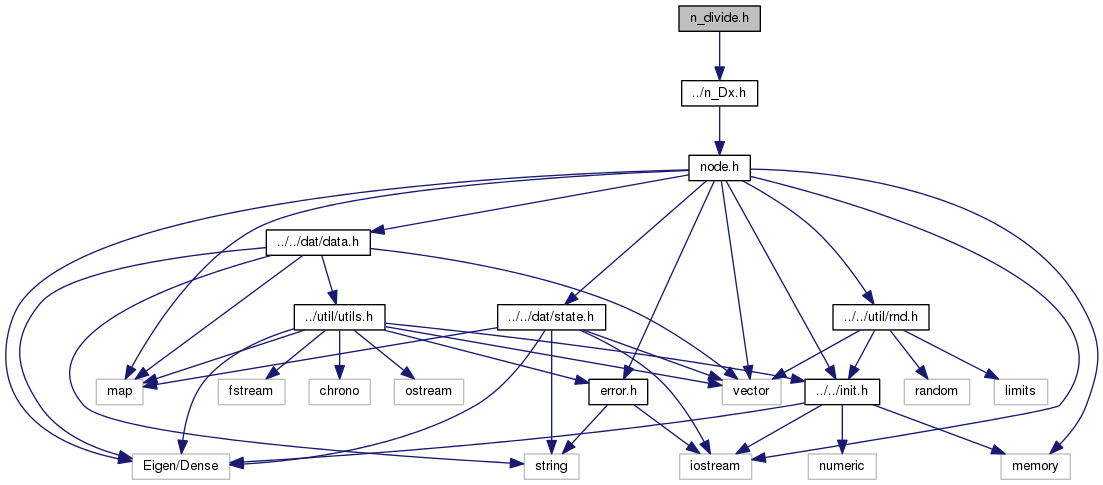 n_divide.h
../n_Dx.h
node.h
../../dat/data.h
../util/utils.h
../../dat/state.h
../../util/rnd.h
map
fstream
chrono
ostream
error.h
vector
../../init.h
random
limits
Eigen/Dense
string
iostream
numeric
memory